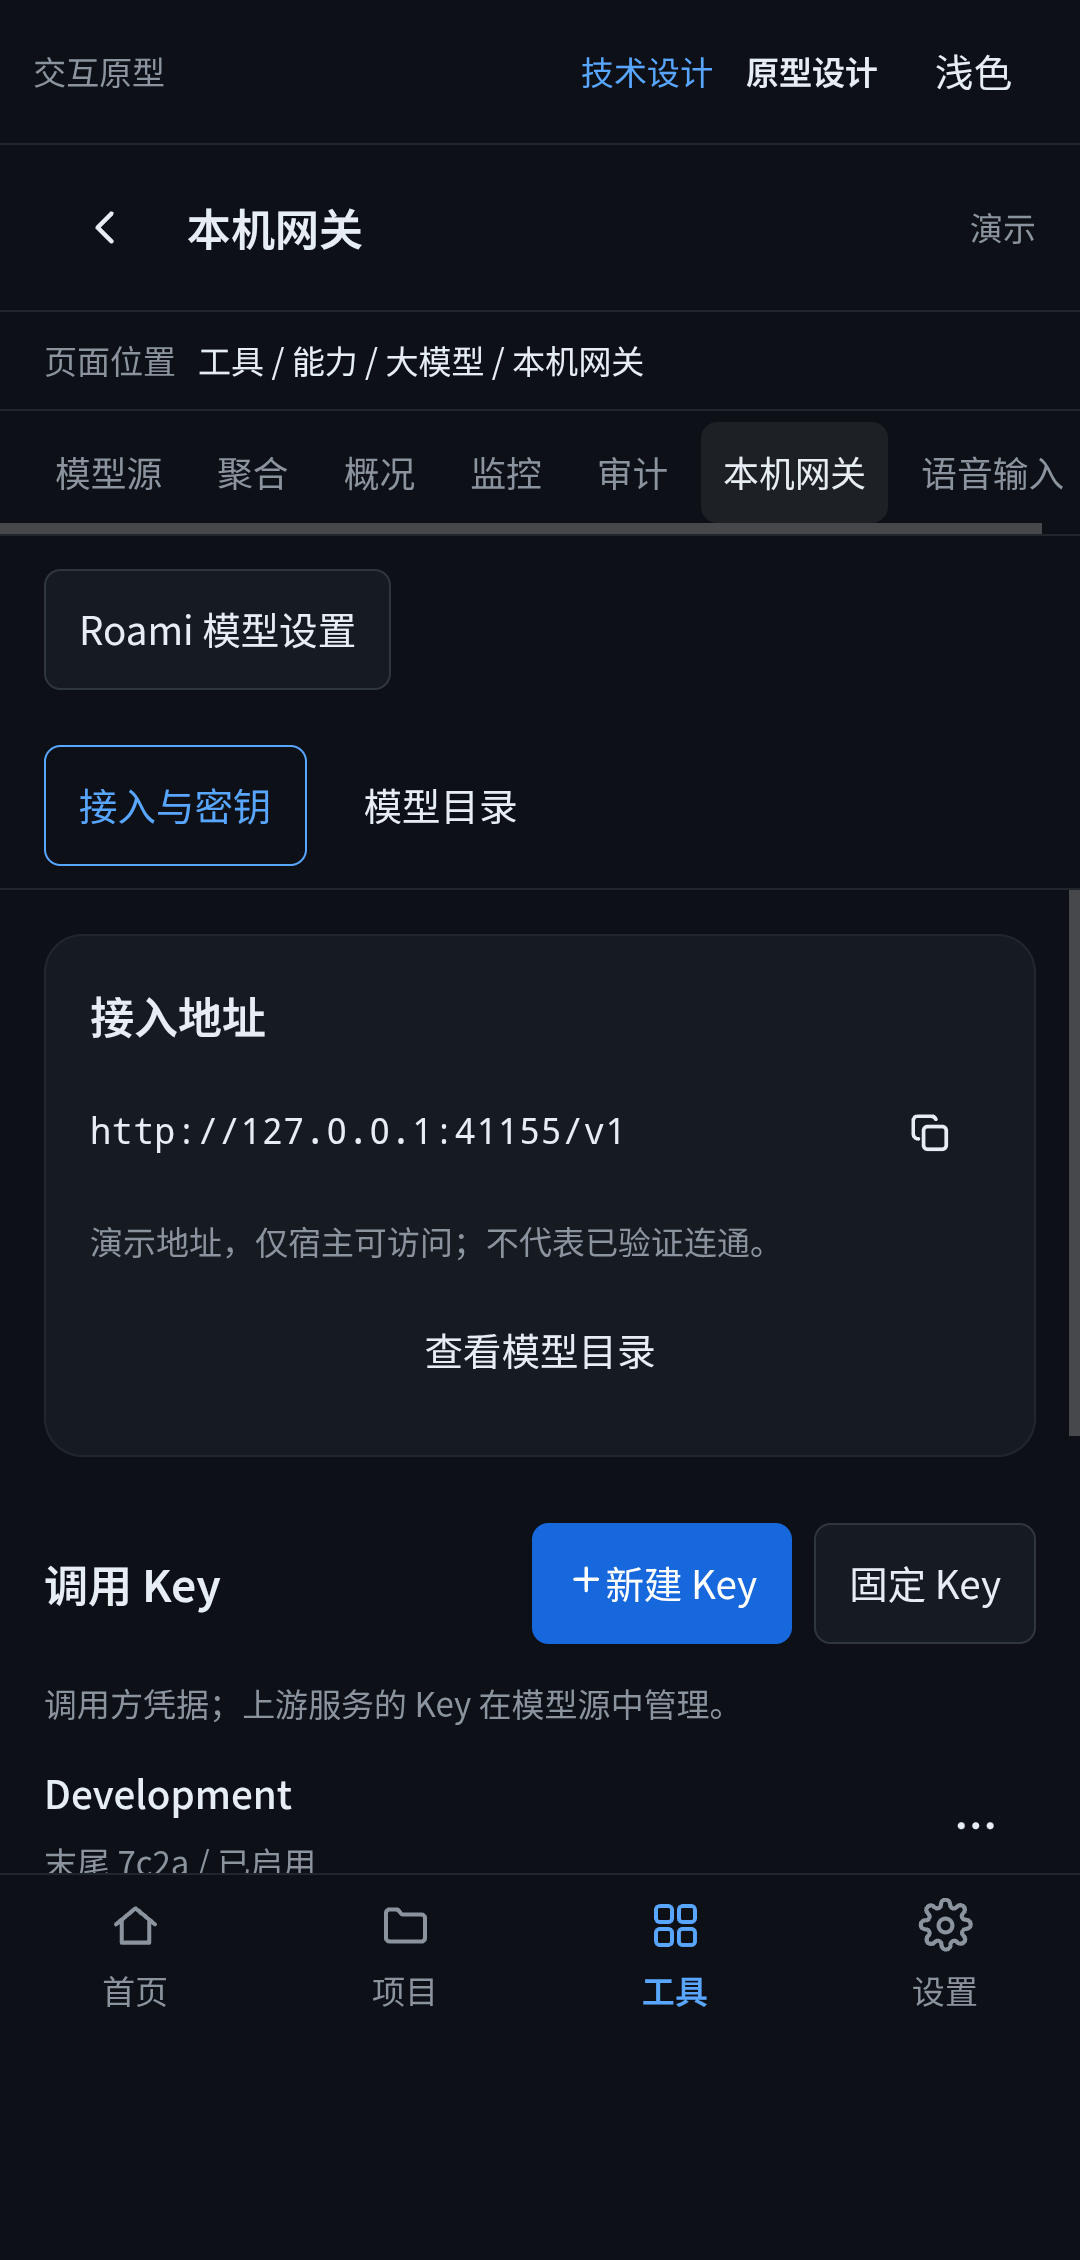 交互原型 技术设计 原型设计 浅色
本机网关 演示
页面位置 工具 / 能力 / 大模型 / 本机网关
模型源 聚合 概况 监控 审计 本机网关 语音输入
Roami 模型设置
接入与密钥 模型目录
接入地址
http://127.0.0.1:41155/v1
演示地址，仅宿主可访问；不代表已验证连通。
查看模型目录
调用 Key +新建 Key 固定 Key
调用方凭据；上游服务的 Key 在模型源中管理。
Development
末尾 7c2a / 已启用
首页 项目 工具 设置